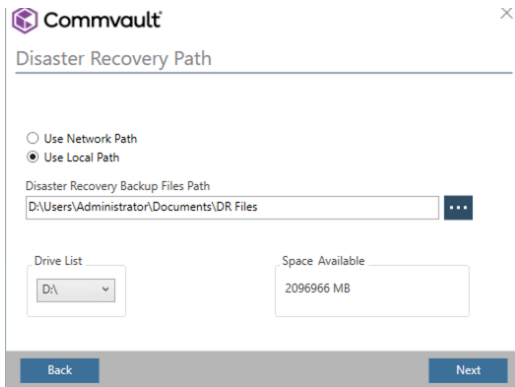 Commvault
Disaster Recovery Path
Use Network Path
Use Local Path
Disaster Recovery Backup Files Path
D:\Users\Administrator\Documents\DR Files
...
Drive List
D:\
Space Available
2096966 MB
Back
Next